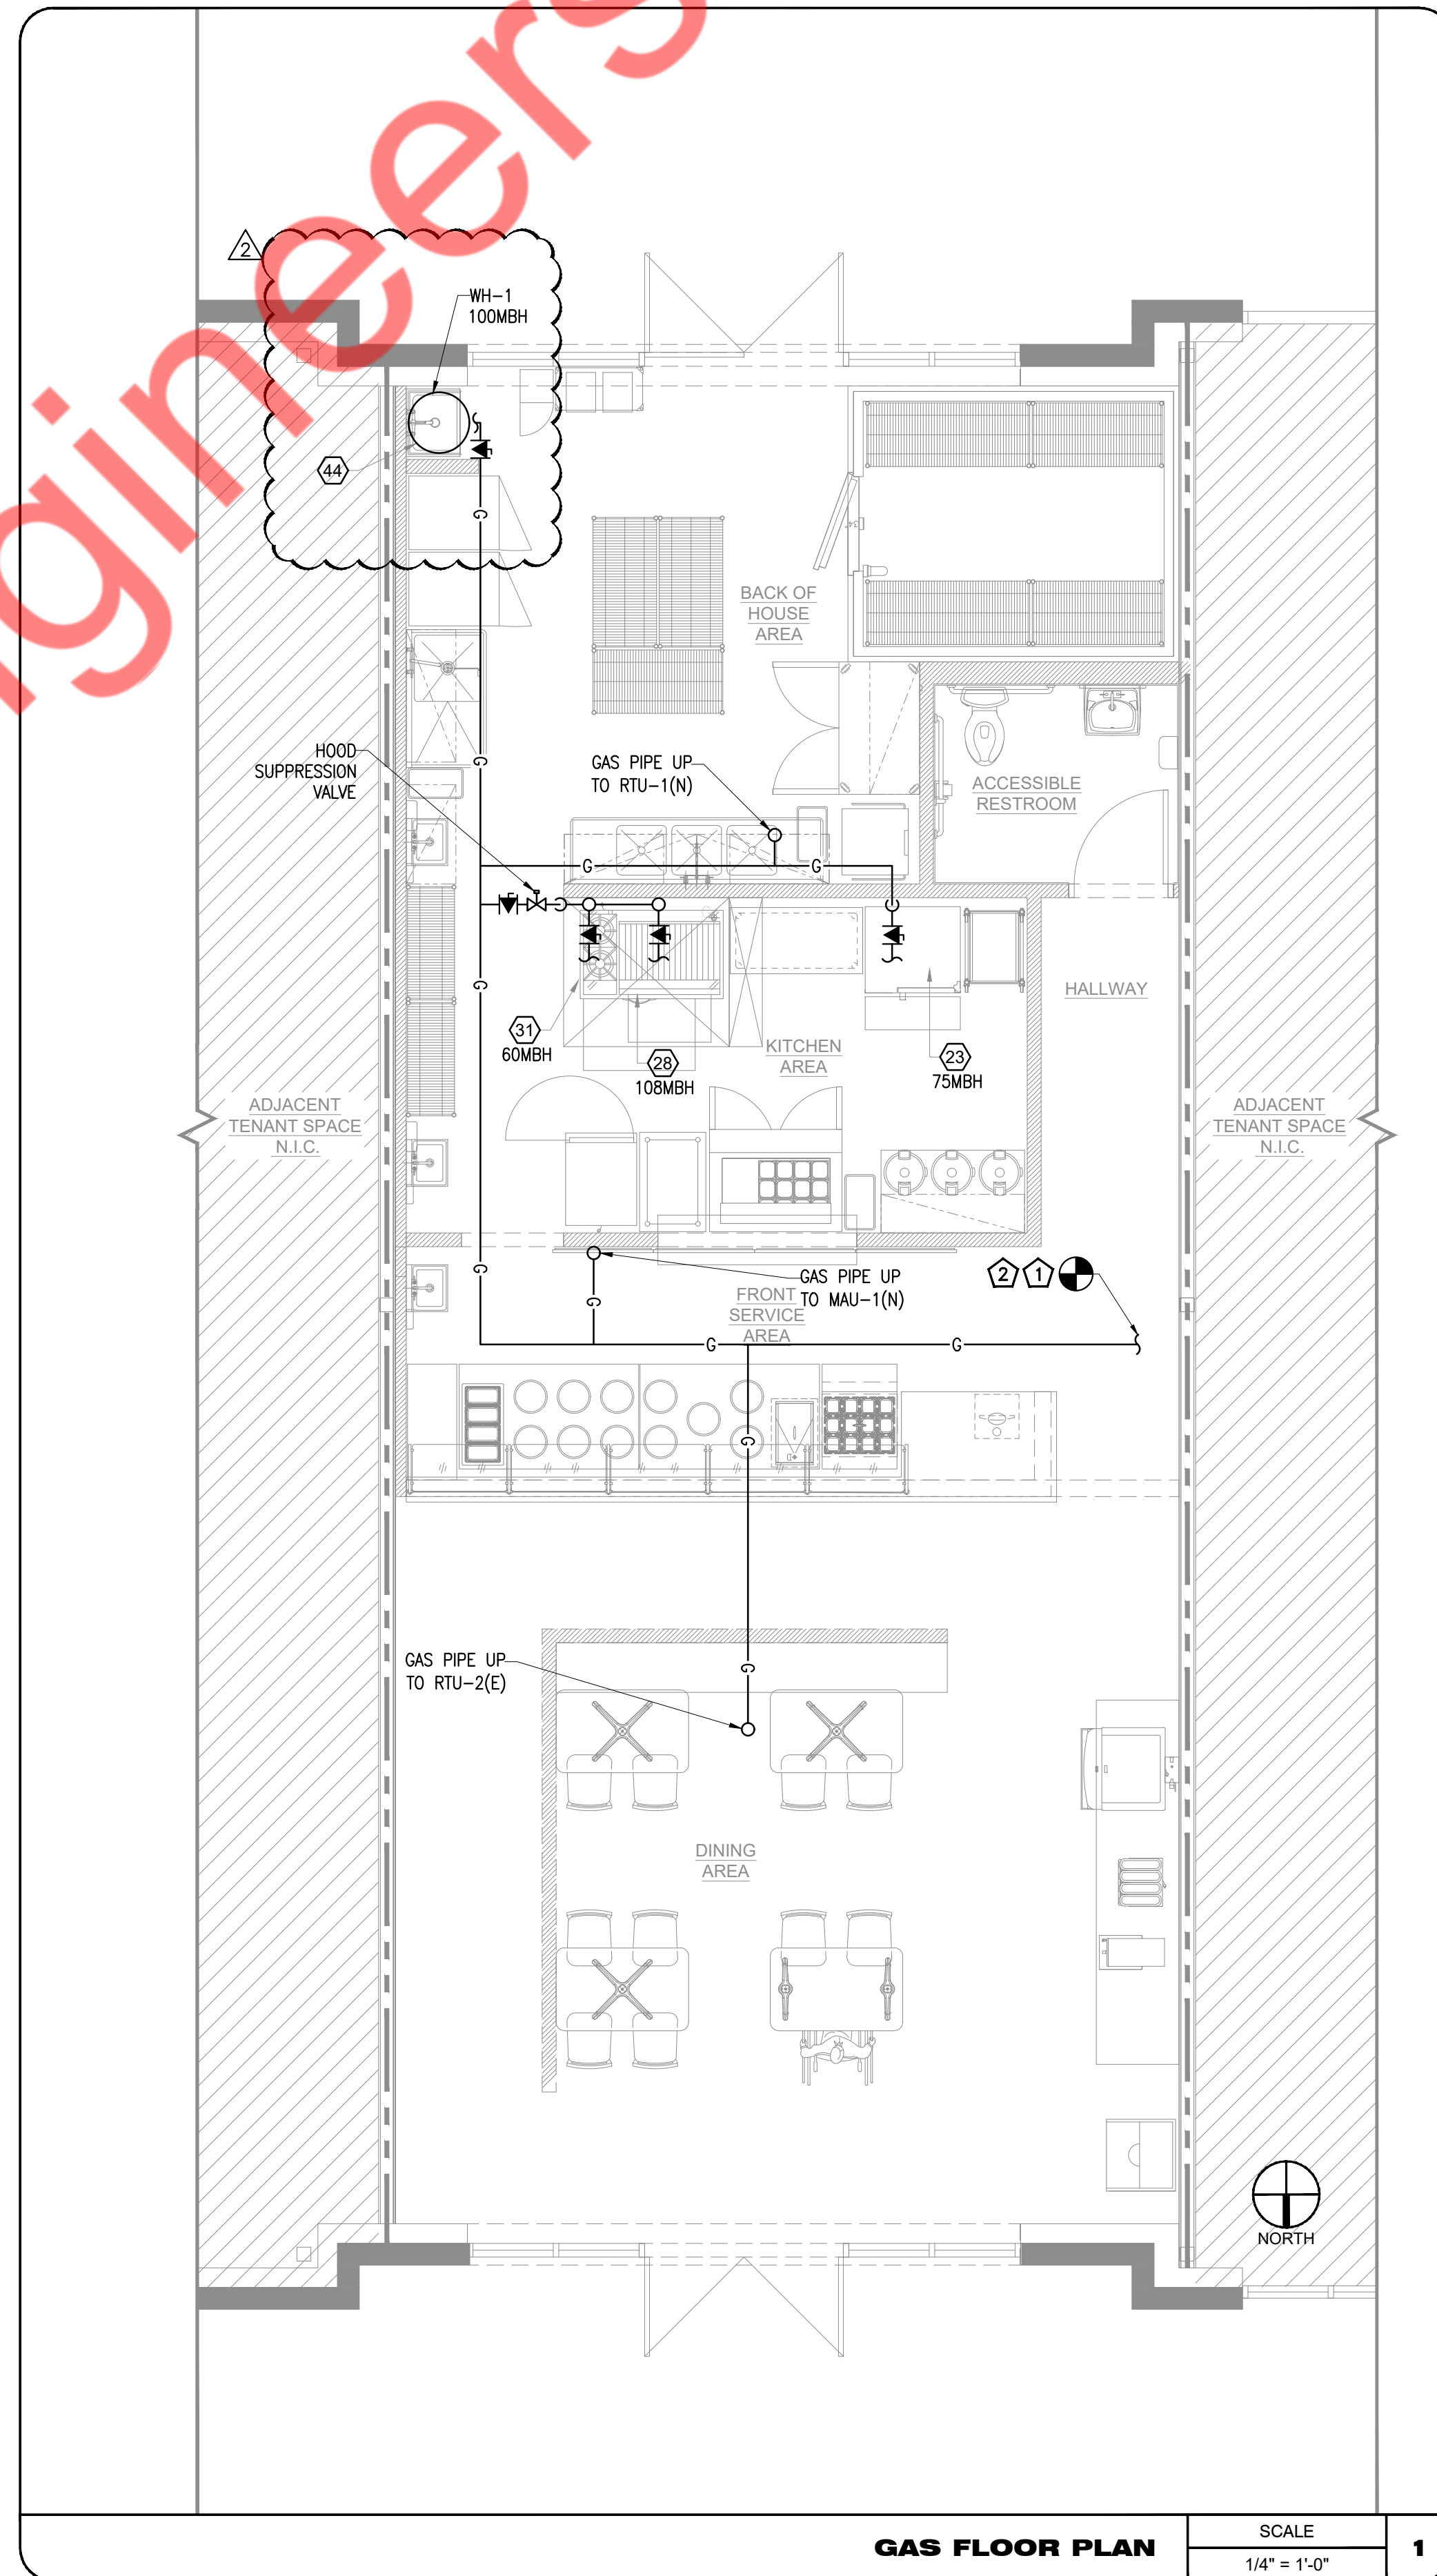 gineers
2
WH-1
100MBH
44
G
BACK OF
HOUSE
AREA
HOOD
SUPPRESSION
VALVE
G
GAS PIPE UP
TO RTU-1(N)
ACCESSIBLE
RESTROOM
G
G
G
HALLWAY
31
60MBH
28
108MBH
KITCHEN
AREA
23
75MBH
ADJACENT
TENANT SPACE
N.I.C.
ADJACENT
TENANT SPACE
N.I.C.
G
GAS PIPE UP
TO MAU-1(N)
2
1
G
FRONT
SERVICE
AREA
G
G
G
GAS PIPE UP
TO RTU-2(E)
G
DINING
AREA
NORTH
GAS FLOOR PLAN
SCALE
1/4" = 1'-0"
1